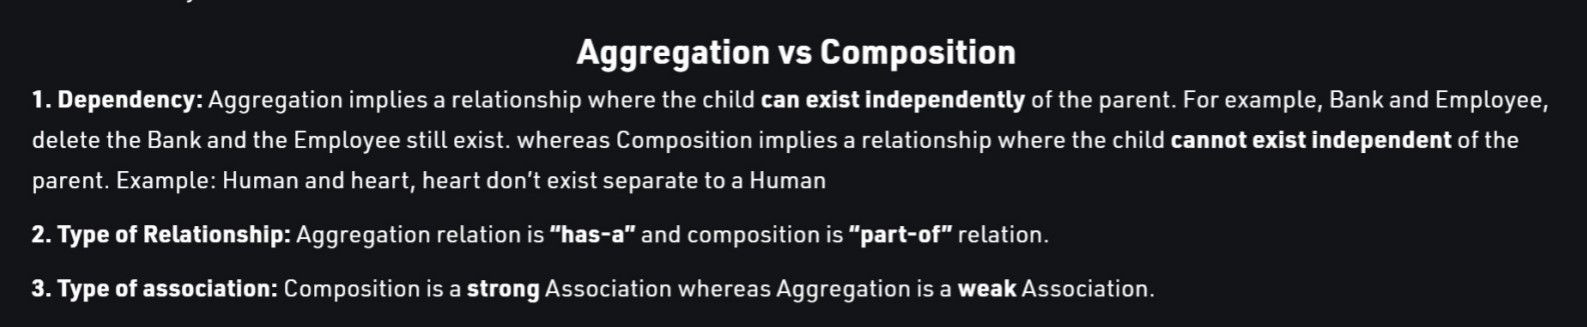 Aggregation vs Composition
1. Dependency: Aggregation implies a relationship where the child can exist independently of the parent. For example, Bank and Employee,
delete the Bank and the Employee still exist. whereas Composition implies a relationship where the child cannot exist independent of the
parent. Example: Human and heart, heart don’t exist separate to a Human
2. Type of Relationship: Aggregation relation is “has-a” and composition is “part-of” relation.
3. Type of association: Composition is a strong Association whereas Aggregation is a weak Association.